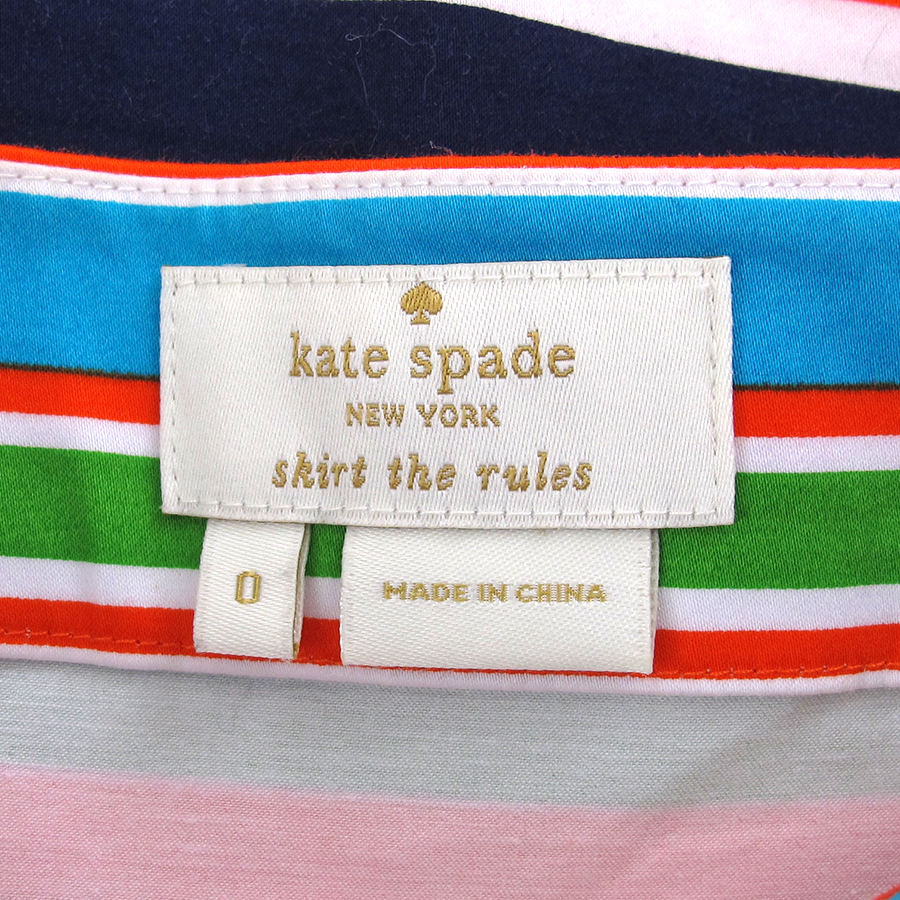 kate spade
NEW YORK
skirt the rules
0
MADE IN CHINA